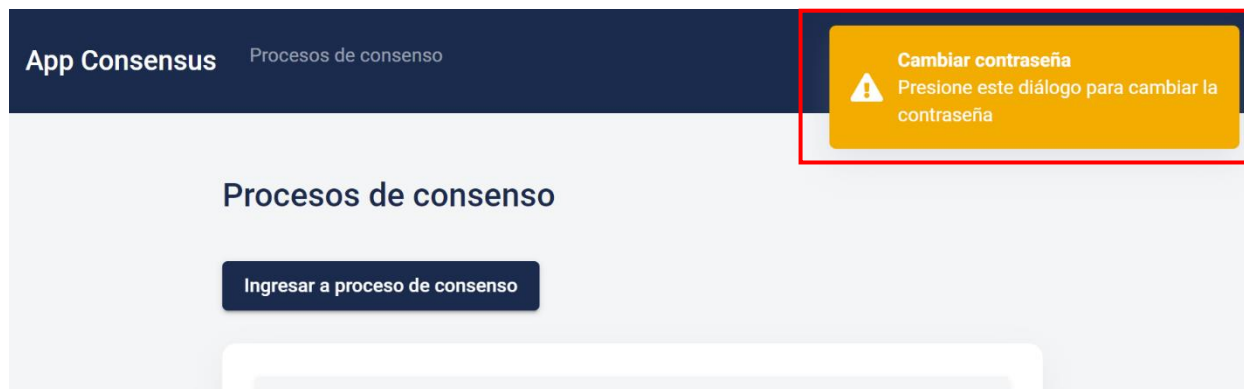 App Consensus
Procesos de consenso
Cambiar contraseña
Presione este diálogo para cambiar la
contraseña
Procesos de consenso
Ingresar a proceso de consenso